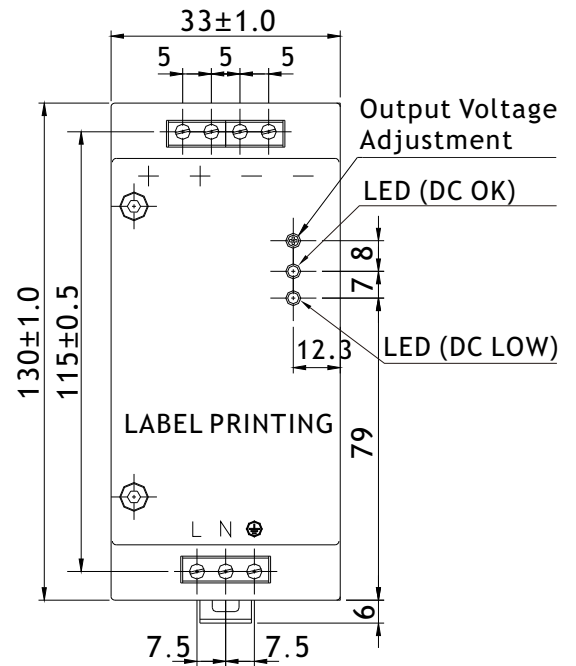 33±1.0
5 5 5
Output Voltage
Adjustment
+ + − −
LED (DC OK)
8
7
130±1.0
115±0.5
12.3
LED (DC LOW)
79
LABEL PRINTING
L N
6
7.5 7.5